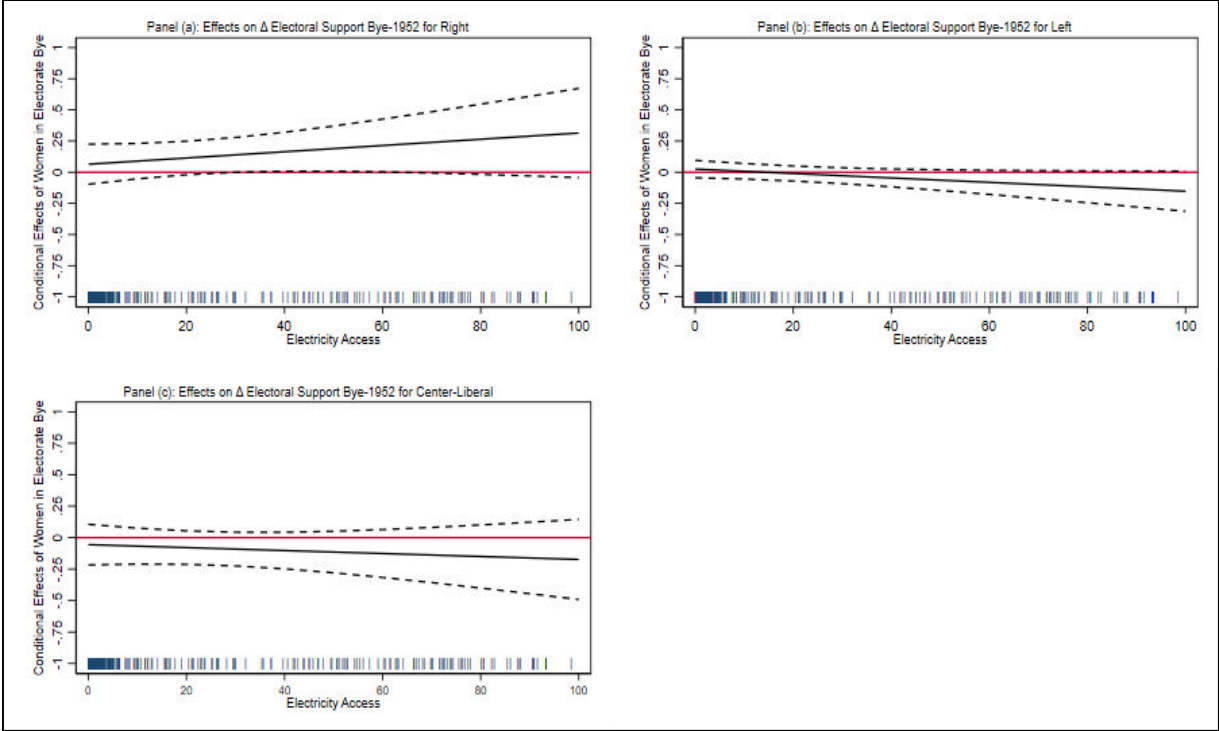 Panel (a): Effects on Δ Electoral Support Bye-1952 for Right
Conditional Effects of Women in Electorate Bye
1
.75
.5
.25
0
-.25
-.5
-.75
-1
0 20 40 60 80 100
Electricity Access
Panel (b): Effects on Δ Electoral Support Bye-1952 for Left
Conditional Effects of Women in Electorate Bye
1
.75
.5
.25
0
-.25
-.5
-.75
-1
0 20 40 60 80 100
Electricity Access
Panel (c): Effects on Δ Electoral Support Bye-1952 for Center-Liberal
Conditional Effects of Women in Electorate Bye
1
.75
.5
.25
0
-.25
-.5
-.75
-1
0 20 40 60 80 100
Electricity Access